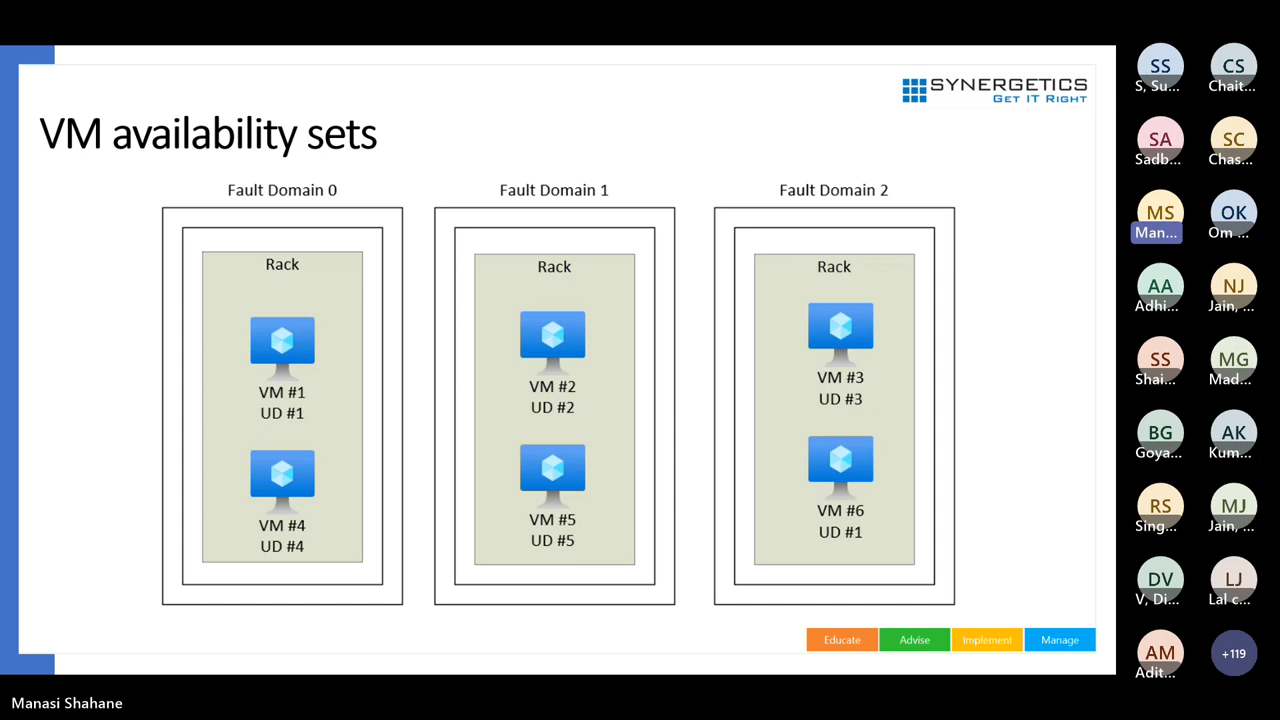 SYNERGETICS
GET IT RIGHT
VM availability sets
Fault Domain 0
Fault Domain 1
Fault Domain 2
Rack
VM #1
UD #1
VM #4
UD #4
Rack
VM #2
UD #2
VM #5
UD #5
Rack
VM #3
UD #3
VM #6
UD #1
Educate
Advise
Implement
Manage
SS
S, Su...
CS
Chait...
SA
Sadb...
SC
Chas...
MS
Man...
OK
Om ...
AA
Adhi...
NJ
Jain, ...
SS
Shai...
MG
Mad...
BG
Goya...
AK
Kum...
RS
Sing...
MJ
Jain, ...
DV
V, Di...
LJ
Lal c...
AM
Adit...
+119
Manasi Shahane